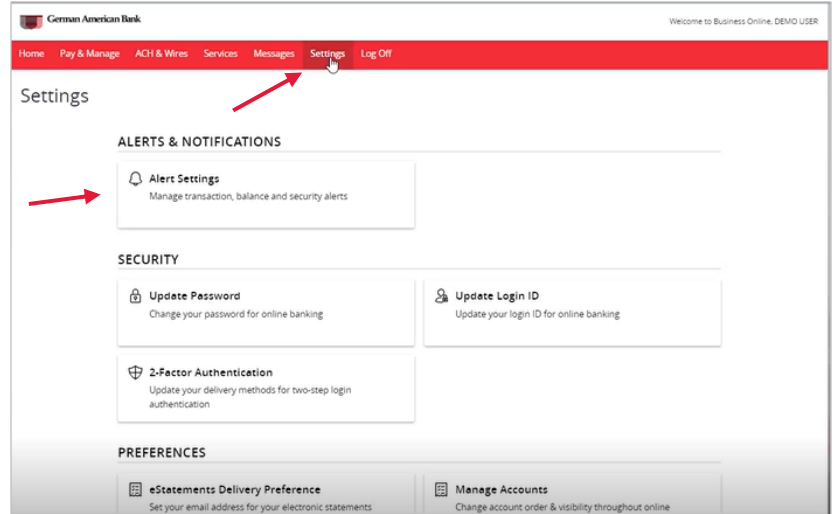 German American Bank
Welcome to Business Online, DEMO USER
Home Pay & Manage ACH & Wires Services Messages Settings Log Off
Settings
ALERTS & NOTIFICATIONS
Alert Settings
Manage transaction, balance and security alerts
SECURITY
Update Password
Change your password for online banking
Update Login ID
Update your login ID for online banking
2-Factor Authentication
Update your delivery methods for two-step login
authentication
PREFERENCES
eStatements Delivery Preference
Set your email address for your electronic statements
Manage Accounts
Change account order & visibility throughout online